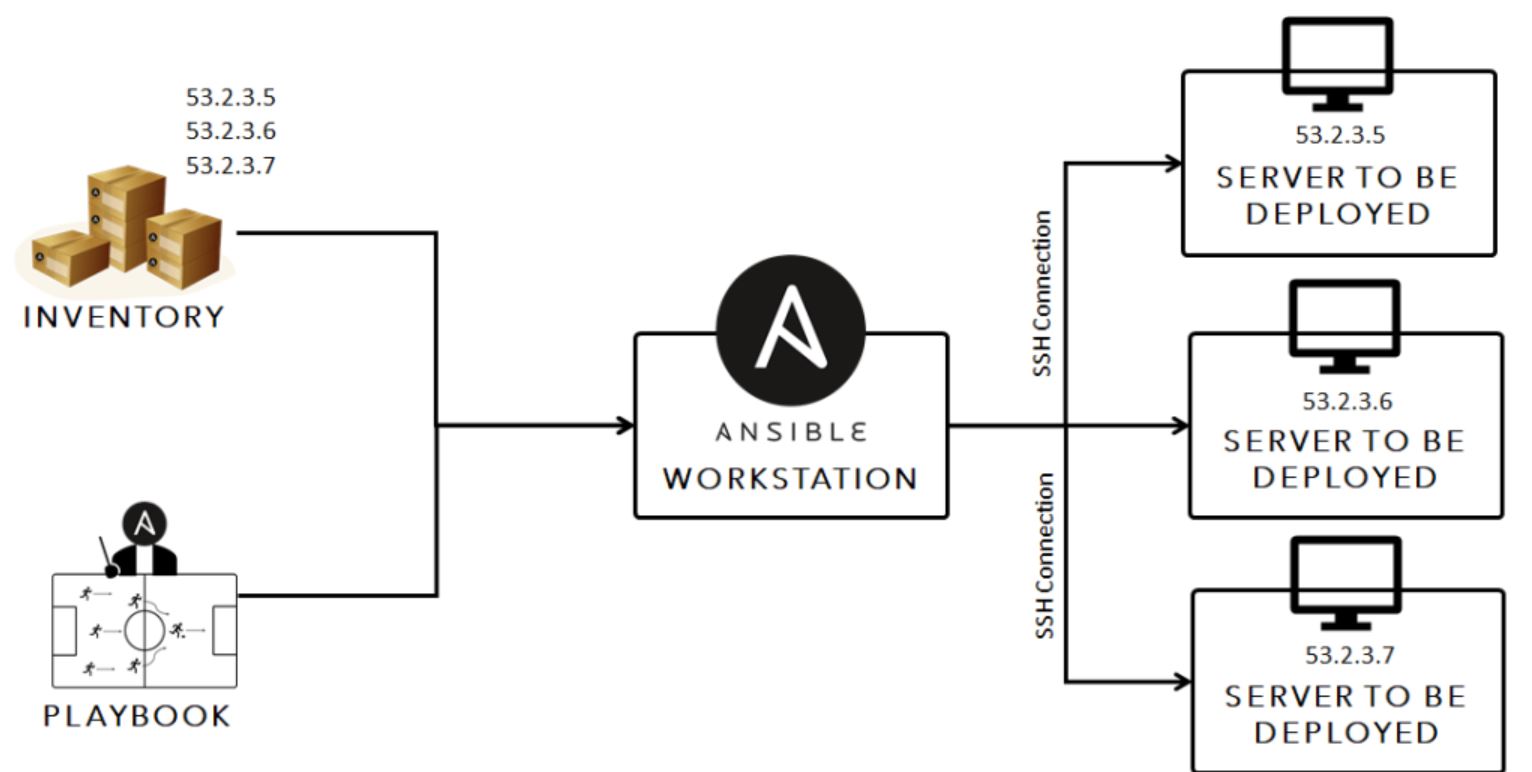 53.2.3.5
53.2.3.6
53.2.3.7
INVENTORY
PLAYBOOK
ANSIBLE
WORKSTATION
SSH Connection
SSH Connection
53.2.3.5
SERVER TO BE
DEPLOYED
53.2.3.6
SERVER TO BE
DEPLOYED
53.2.3.7
SERVER TO BE
DEPLOYED